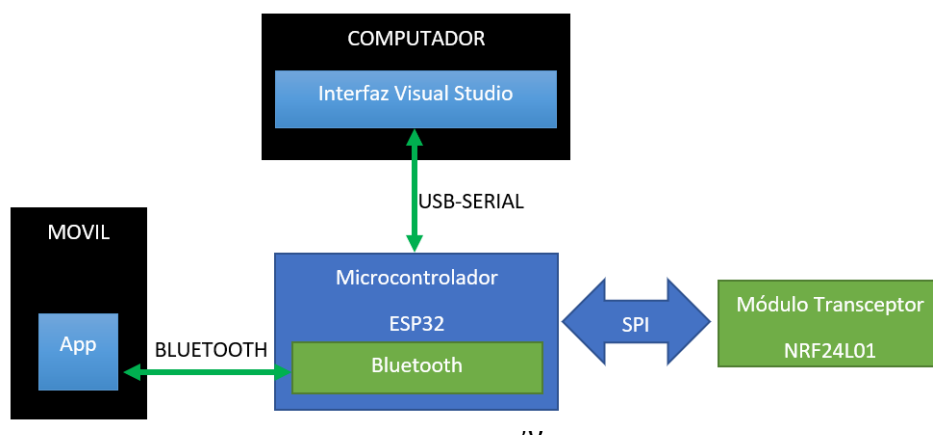 COMPUTADOR
Interfaz Visual Studio
USB-SERIAL
MOVIL
App
BLUETOOTH
Microcontrolador
ESP32
Bluetooth
SPI
Módulo Transceptor
NRF24L01